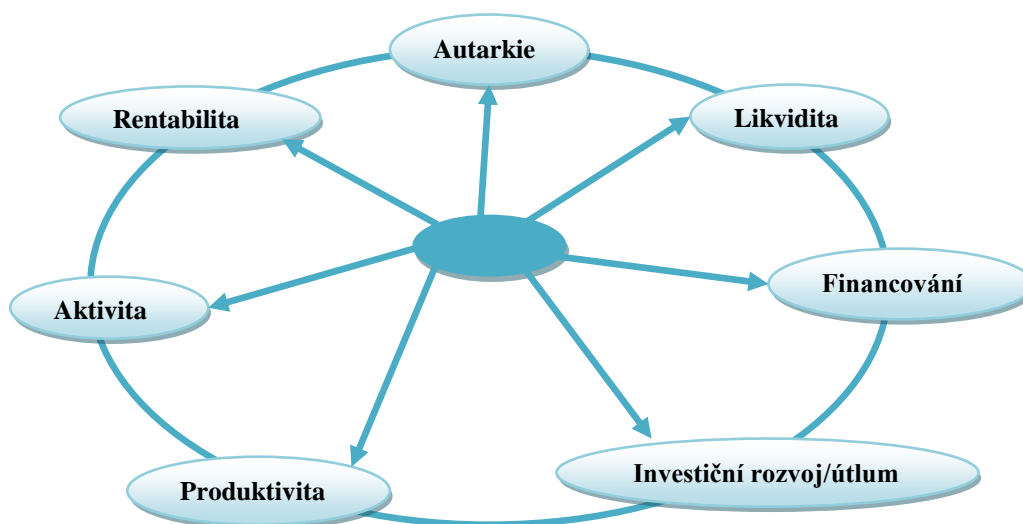 Autarkie
Rentabilita
Likvidita
Aktivita
Financování
Produktivita
Investiční rozvoj/útlum